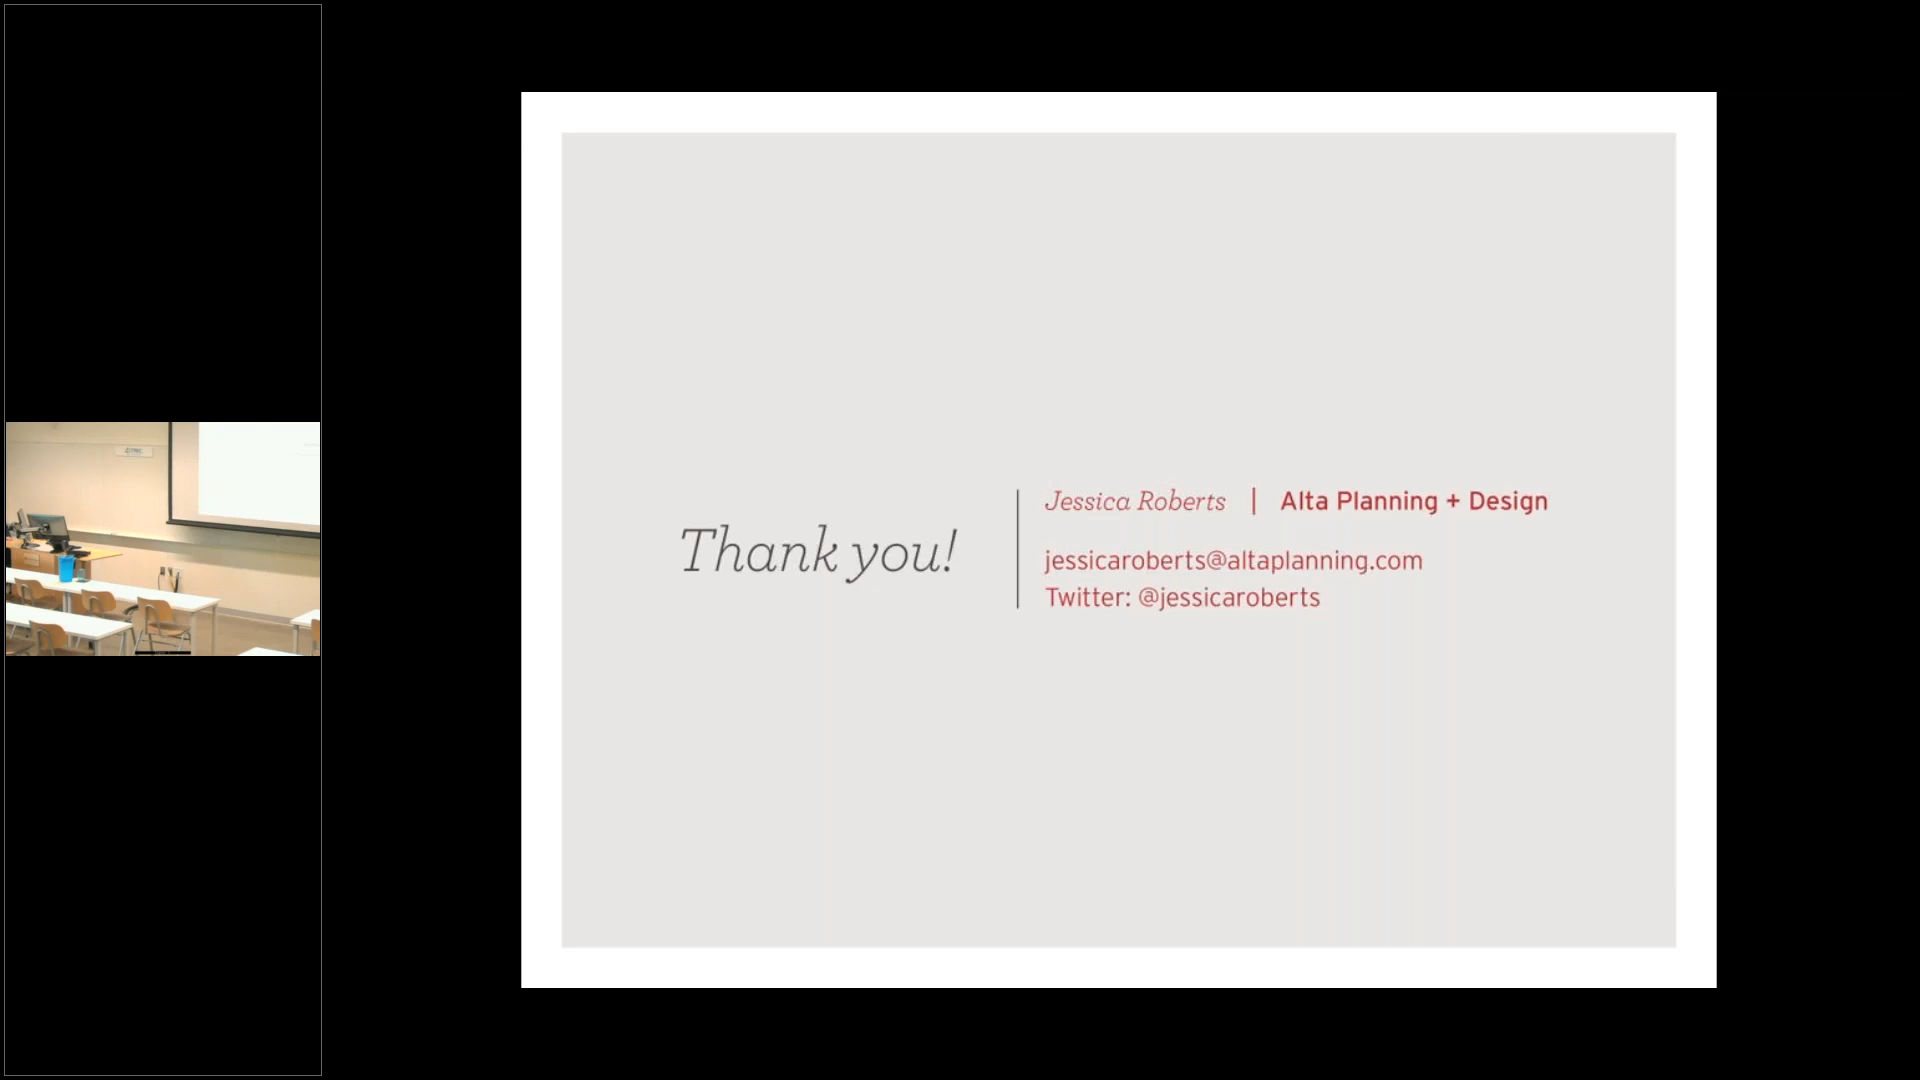 Thank you!
Jessica Roberts | Alta Planning + Design
jessicaroberts@altaplanning.com
Twitter: @jessicaroberts